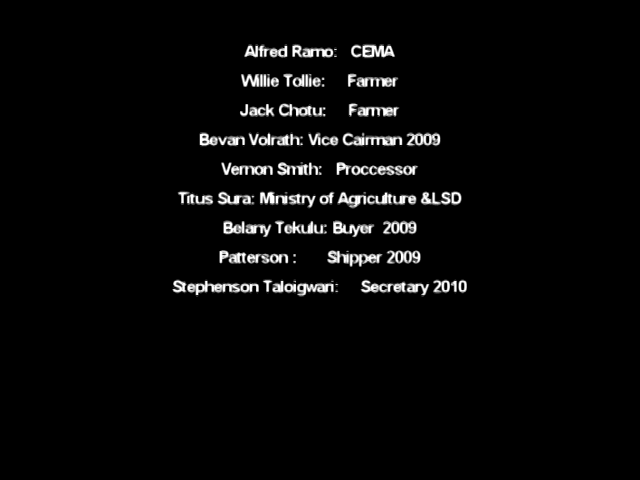 Alfred Ramo: CEMA
Willie Tollie: Farmer
Jack Chotu: Farmer
Bevan Volrath: Vice Cairman 2009
Vernon Smith: Proccessor
Titus Sura: Ministry of Agriculture &LSD
Belany Tekulu: Buyer 2009
Patterson : Shipper 2009
Stephenson Taloigwari: Secretary 2010